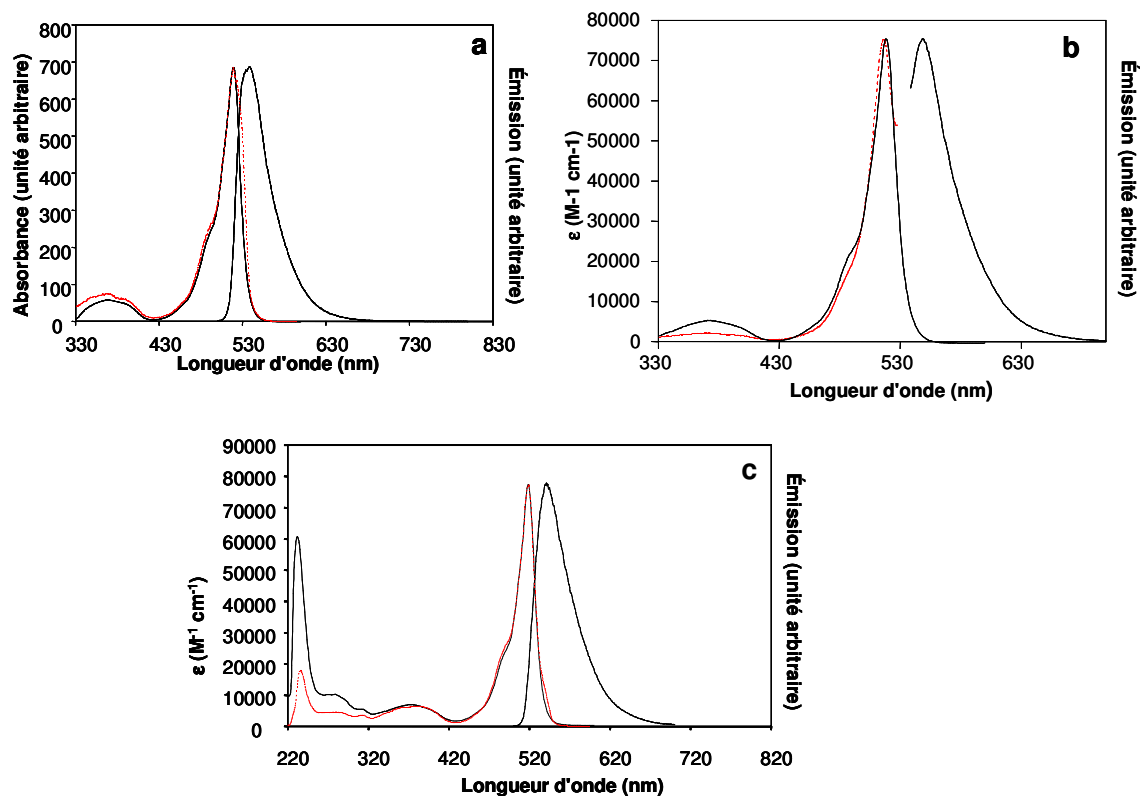 a
Absorbance (unité arbitraire)
800
700
600
500
400
300
200
100
0
330 430 530 630 730 830
Longueur d'onde (nm)
Émission (unité arbitraire)
b
ε (M-1 cm-1)
80000
70000
60000
50000
40000
30000
20000
10000
0
330 430 530 630
Longueur d'onde (nm)
Émission (unité arbitraire)
c
ε (M-1 cm-1)
90000
80000
70000
60000
50000
40000
30000
20000
10000
0
220 320 420 520 620 720 820
Longueur d'onde (nm)
Émission (unité arbitraire)